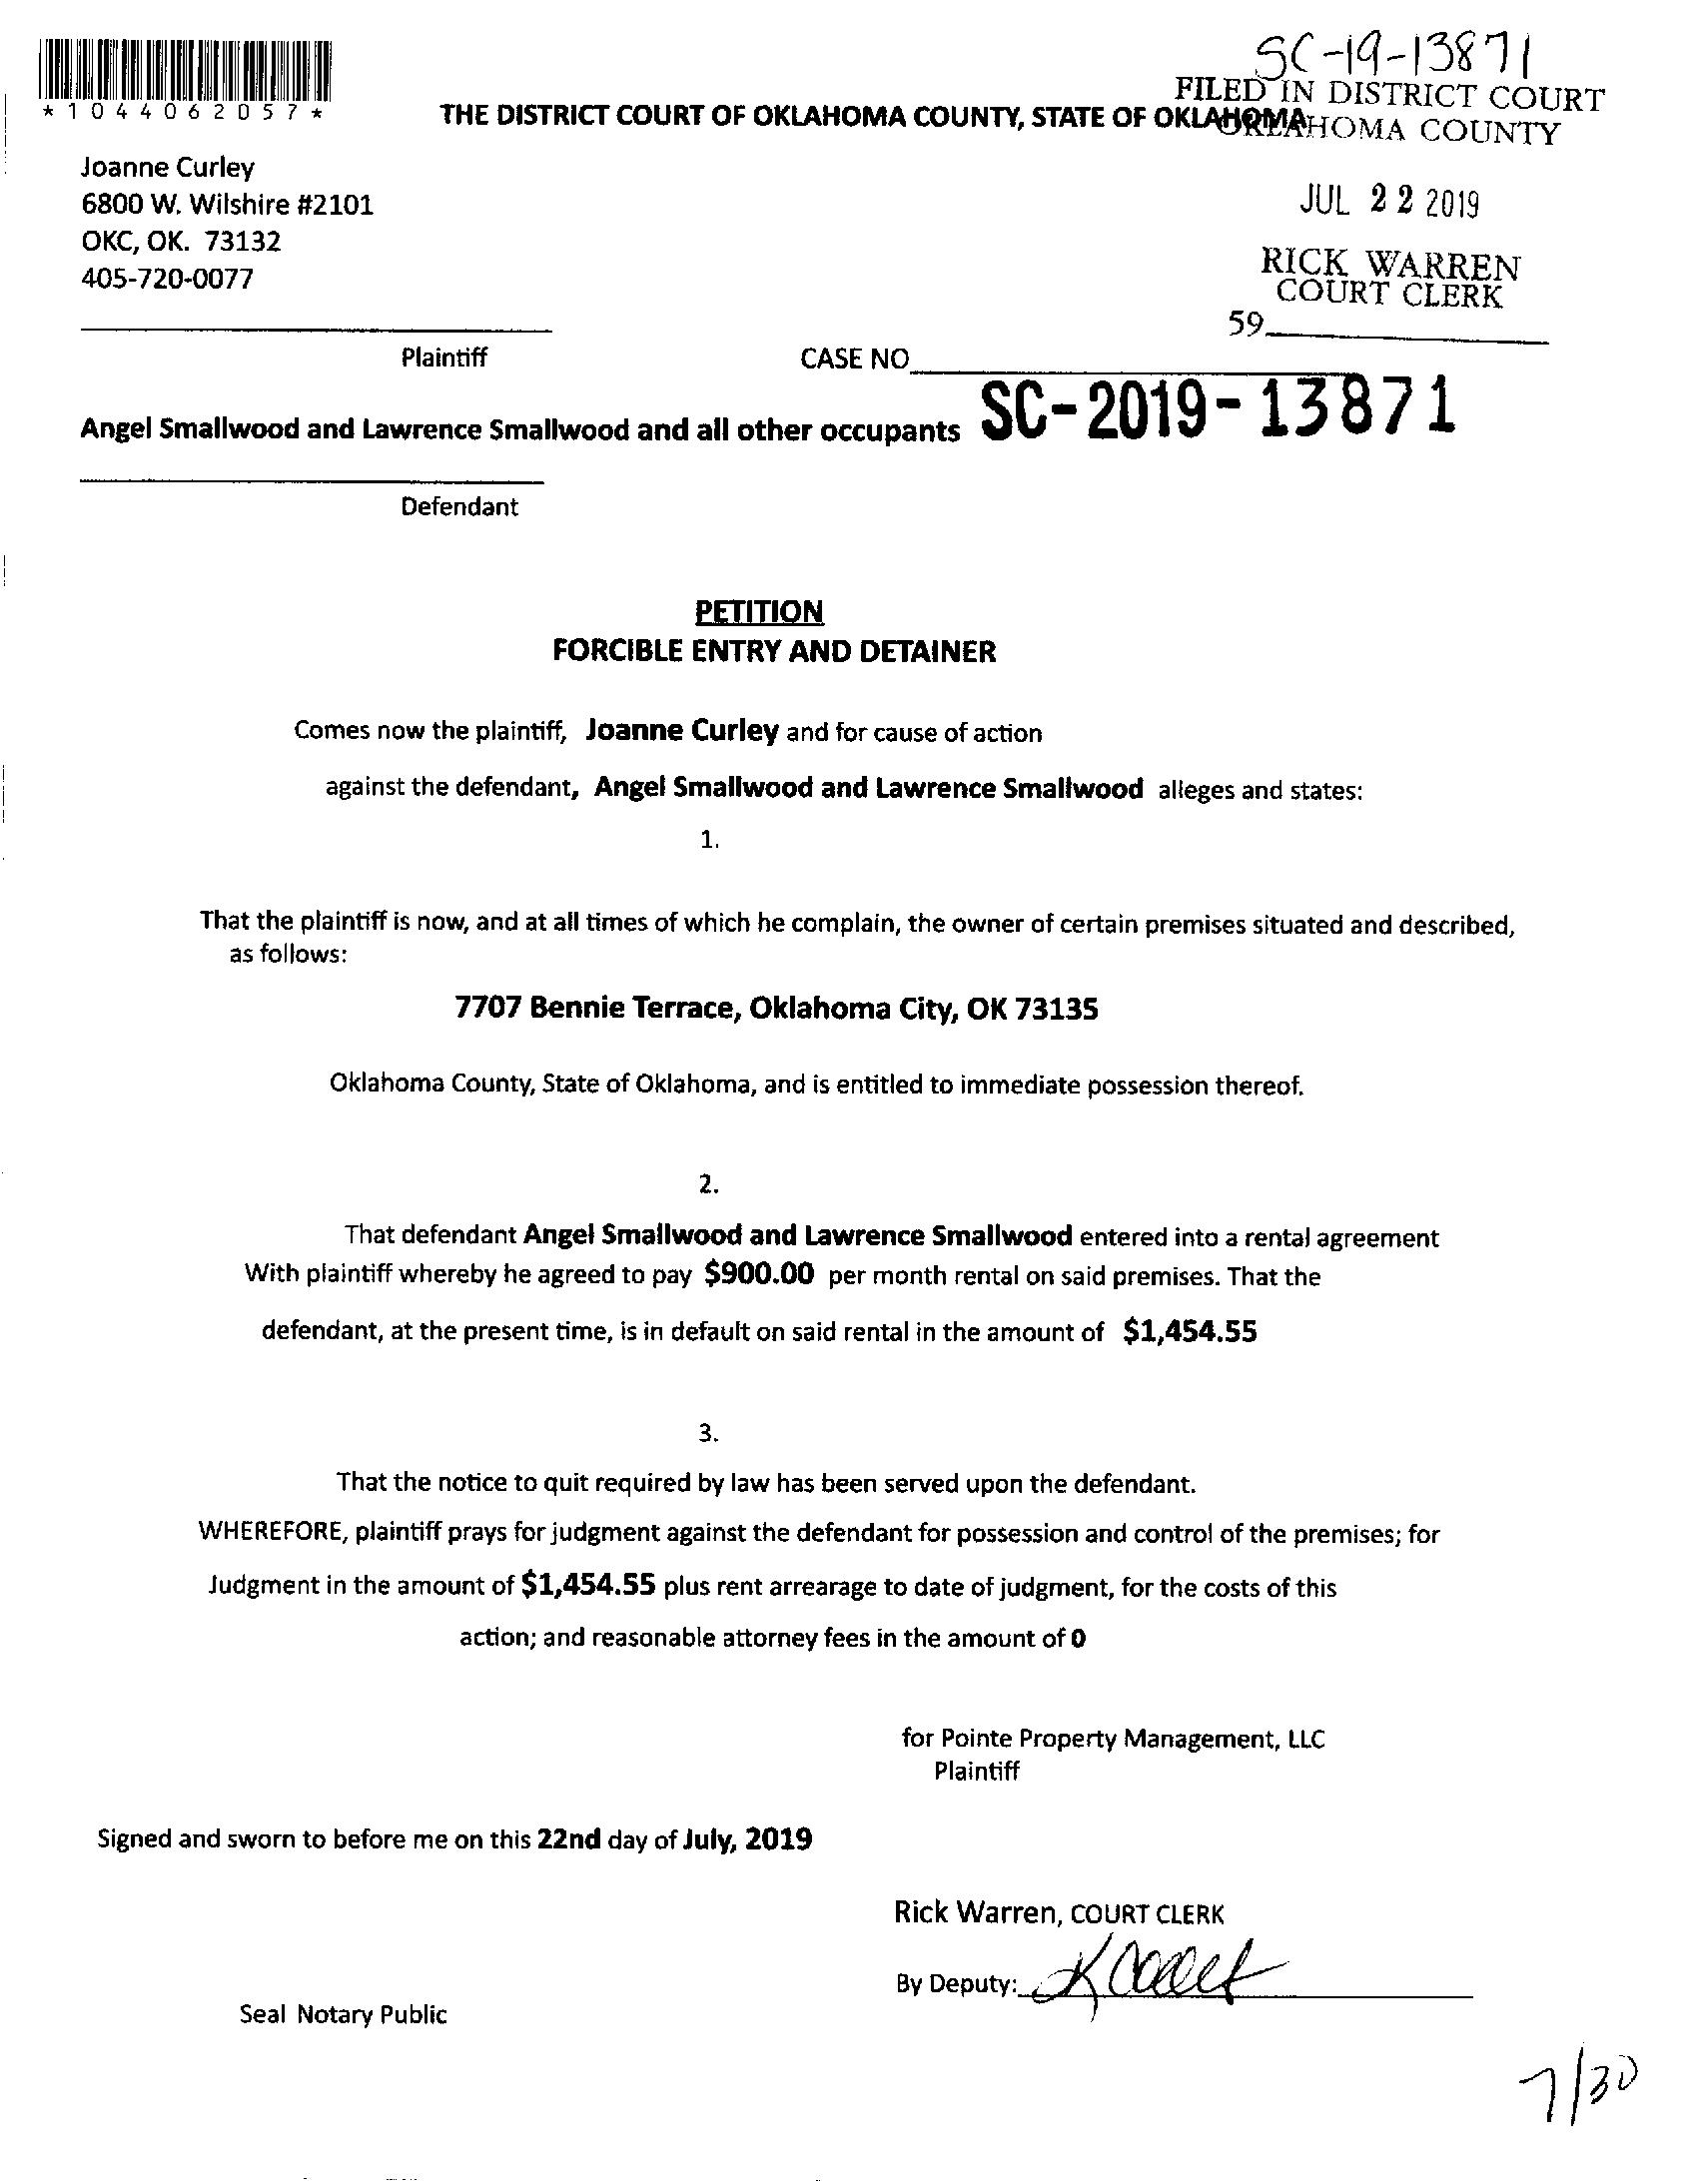 SC-19-13871
FILED IN DISTRICT COURT
OKLAHOMA COUNTY
*1044062057*
THE DISTRICT COURT OF OKLAHOMA COUNTY, STATE OF OKLAHOMA
Joanne Curley
6800 W. Wilshire #2101
OKC, OK. 73132
405-720-0077
JUL 22 2019
RICK WARREN
COURT CLERK
59
Plaintiff
CASE NO
SC-2019-13871
Angel Smallwood and Lawrence Smallwood and all other occupants
Defendant
PETITION
FORCIBLE ENTRY AND DETAINER
Comes now the plaintiff, Joanne Curley and for cause of action
against the defendant, Angel Smallwood and Lawrence Smallwood alleges and states:
1.
That the plaintiff is now, and at all times of which he complain, the owner of certain premises situated and described,
as follows:
7707 Bennie Terrace, Oklahoma City, OK 73135
Oklahoma County, State of Oklahoma, and is entitled to immediate possession thereof.
2.
That defendant Angel Smallwood and Lawrence Smallwood entered into a rental agreement
With plaintiff whereby he agreed to pay $900.00 per month rental on said premises. That the
defendant, at the present time, is in default on said rental in the amount of $1,454.55
3.
That the notice to quit required by law has been served upon the defendant.
WHEREFORE, plaintiff prays for judgment against the defendant for possession and control of the premises; for
Judgment in the amount of $1,454.55 plus rent arrearage to date of judgment, for the costs of this
action; and reasonable attorney fees in the amount of 0
for Pointe Property Management, LLC
Plaintiff
Signed and sworn to before me on this 22nd day of July, 2019
Rick Warren, COURT CLERK
By Deputy:
Seal Notary Public
7/30